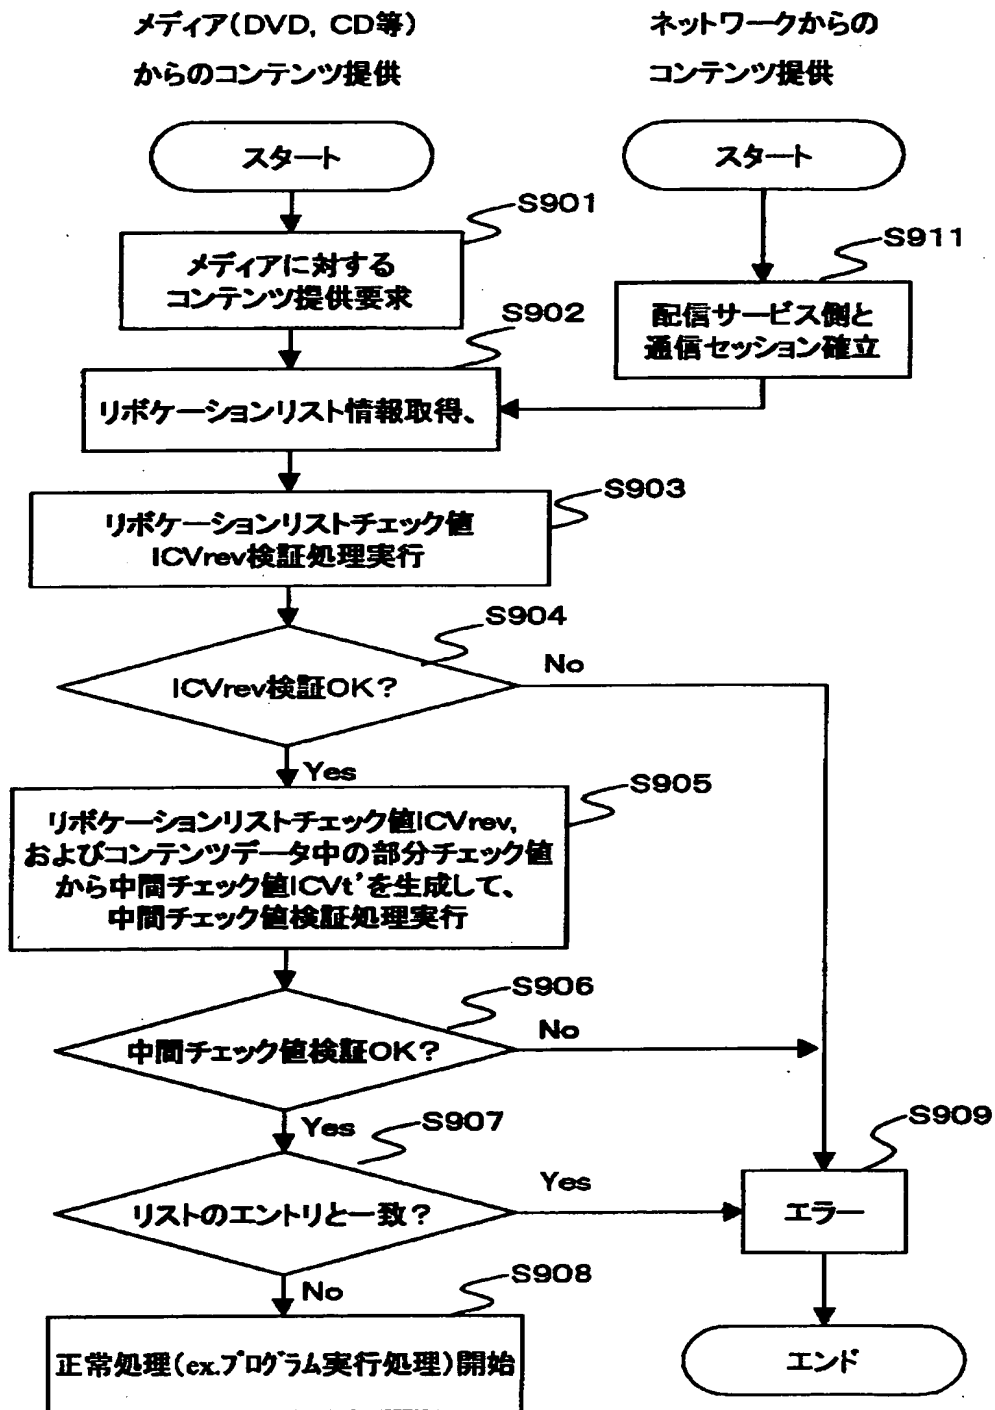 メディア(DVD, CD等)
からのコンテンツ提供
ネットワークからの
コンテンツ提供
スタート
スタート
S901
メディアに対する
コンテンツ提供要求
S911
配信サービス側と
通信セッション確立
S902
リボケーションリスト情報取得、
S903
リボケーションリストチェック値
ICVrev検証処理実行
S904
ICVrev検証OK?
No
Yes
S905
リボケーションリストチェック値ICVrev,
およびコンテンツデータ中の部分チェック値
から中間チェック値ICVt'を生成して、
中間チェック値検証処理実行
S906
中間チェック値検証OK?
No
Yes
S907
リストのエントリと一致?
Yes
S909
エラー
No
S908
正常処理(ex.プログラム実行処理)開始
エンド